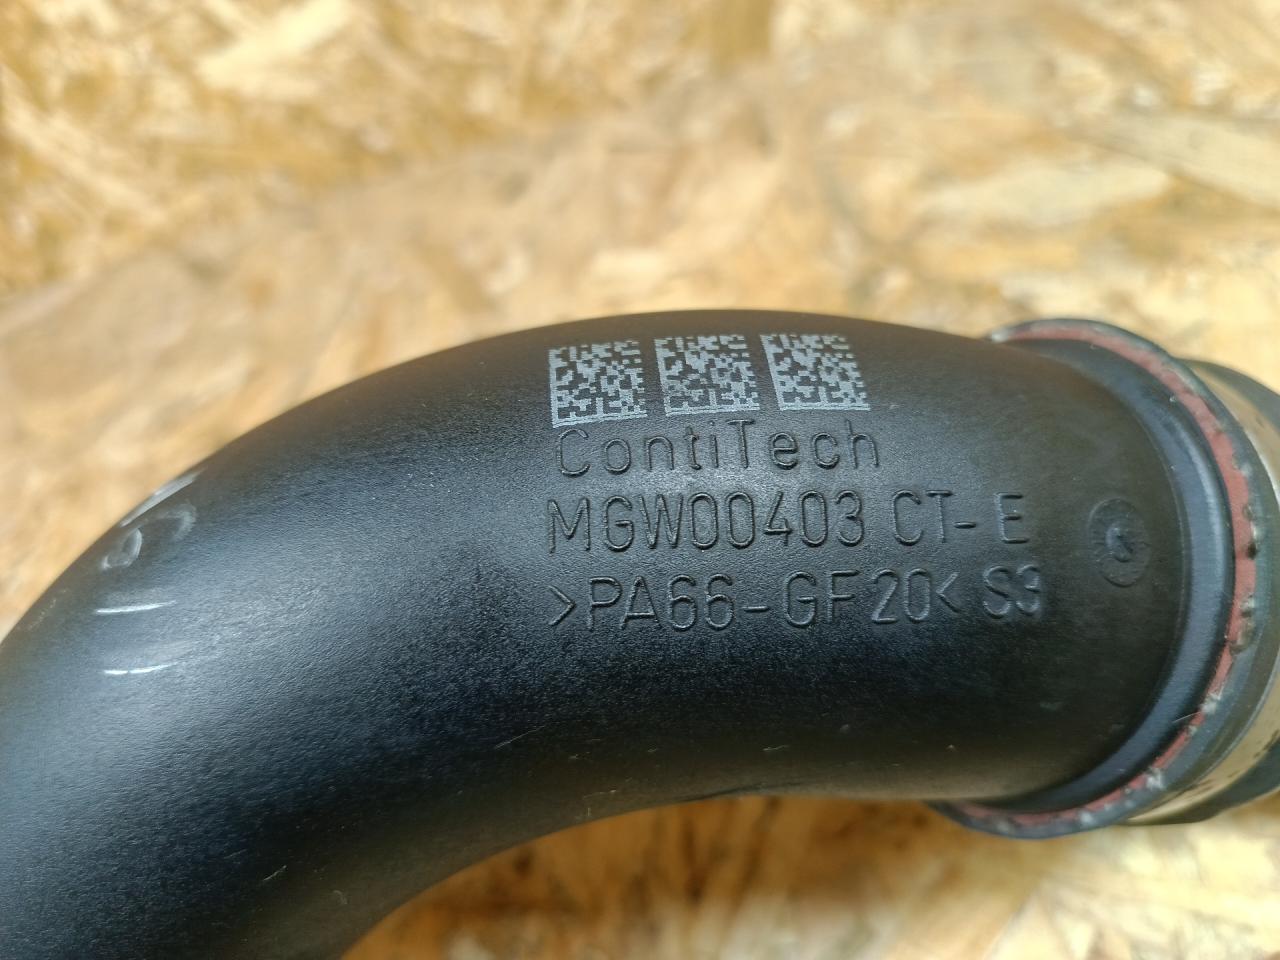 ContiTech
MGW00403 CT-E
>PA66-GF20< S3